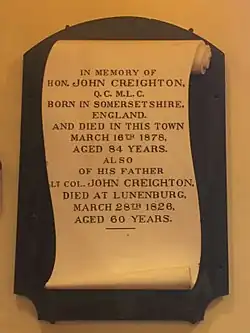 IN MEMORY OF
HON. JOHN CREIGHTON,
Q.C. M.L.C.
BORN IN SOMERSETSHIRE,
ENGLAND.
AND DIED IN THIS TOWN
MARCH 16TH 1878,
AGED 84 YEARS.
ALSO
OF HIS FATHER
LT COL. JOHN CREIGHTON,
DIED AT LUNENBURG,
MARCH 28TH 1826,
AGED 60 YEARS.